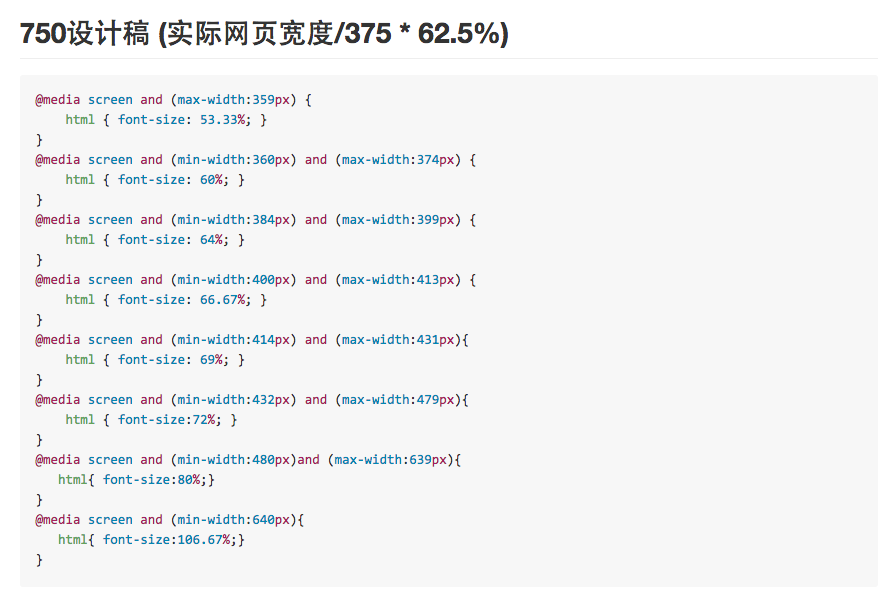 750设计稿 (实际网页宽度/375 * 62.5%)
@media screen and (max-width:359px) {
    html { font-size: 53.33%; }
}
@media screen and (min-width:360px) and (max-width:374px) {
    html { font-size: 60%; }
}
@media screen and (min-width:384px) and (max-width:399px) {
    html { font-size: 64%; }
}
@media screen and (min-width:400px) and (max-width:413px) {
    html { font-size: 66.67%; }
}
@media screen and (min-width:414px) and (max-width:431px){
    html { font-size: 69%; }
}
@media screen and (min-width:432px) and (max-width:479px){
    html { font-size:72%; }
}
@media screen and (min-width:480px)and (max-width:639px){
   html{ font-size:80%;}
}
@media screen and (min-width:640px){
   html{ font-size:106.67%;}
}